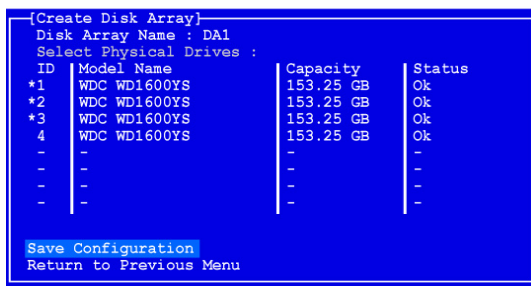 [Create Disk Array]
Disk Array Name : DA1
Select Physical Drives :
ID Model Name Capacity Status
*1 WDC WD1600YS 153.25 GB Ok
*2 WDC WD1600YS 153.25 GB Ok
*3 WDC WD1600YS 153.25 GB Ok
4 WDC WD1600YS 153.25 GB Ok
- - - -
- - - -
- - - -
- - - -
Save Configuration
Return to Previous Menu